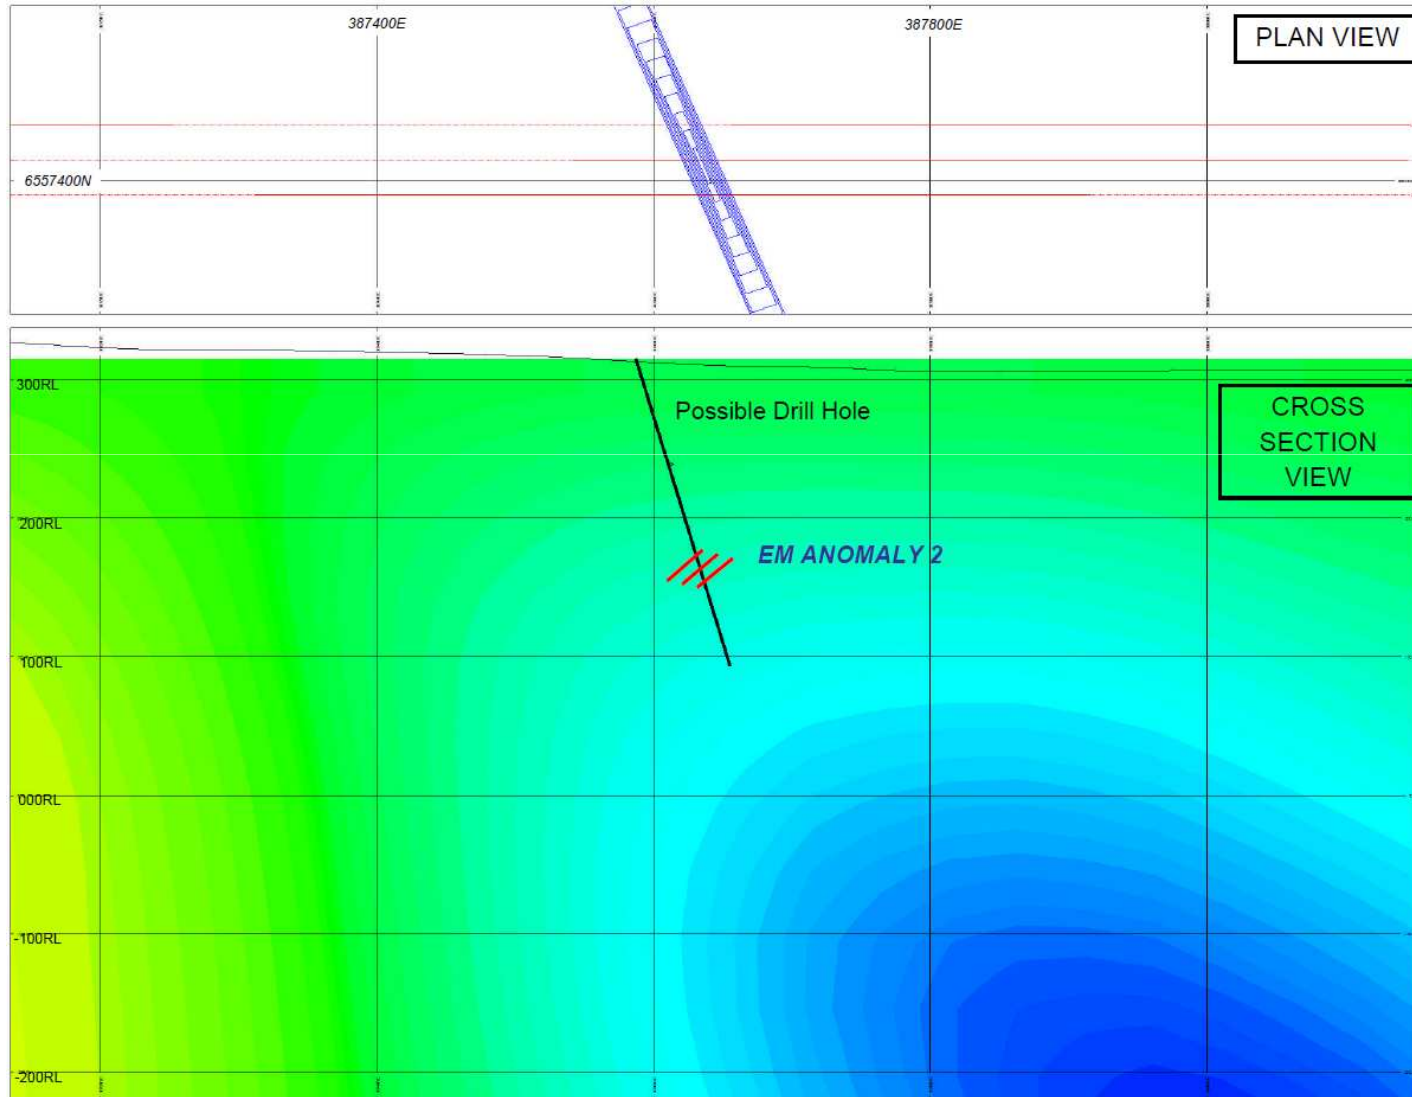 387400E
387800E
PLAN VIEW
6557400N
300RL
Possible Drill Hole
CROSS
SECTION
VIEW
200RL
EM ANOMALY 2
100RL
000RL
-100RL
-200RL